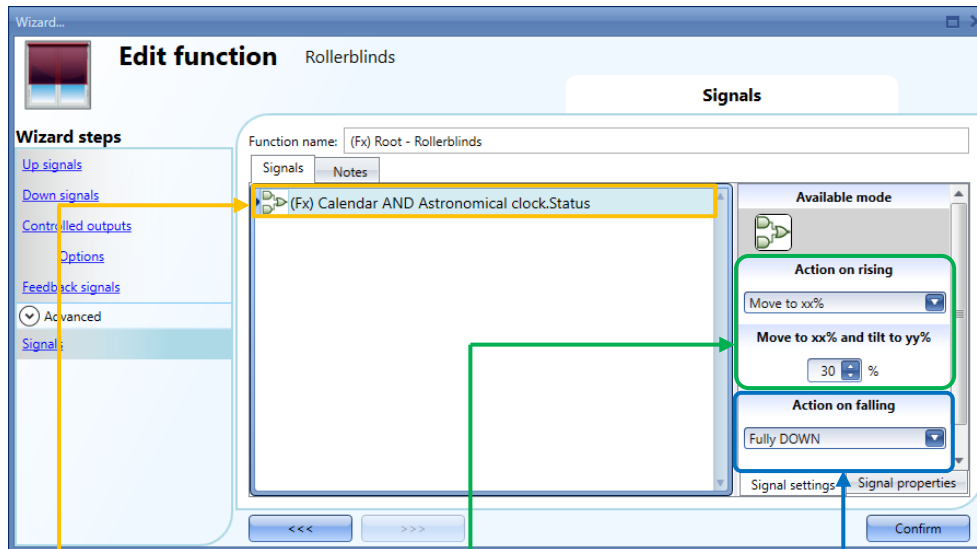 Wizard...
Edit function Rollerblinds
Signals
Wizard steps
Up signals
Down signals
Controlled outputs
Options
Feedback signals
Advanced
Signals
Function name: (Fx) Root - Rollerblinds
Signals Notes
(Fx) Calendar AND Astronomical clock.Status
Available mode
Action on rising
Move to xx%
Move to xx% and tilt to yy%
30 %
Action on falling
Fully DOWN
Signal settings Signal properties
<<< >>> Confirm